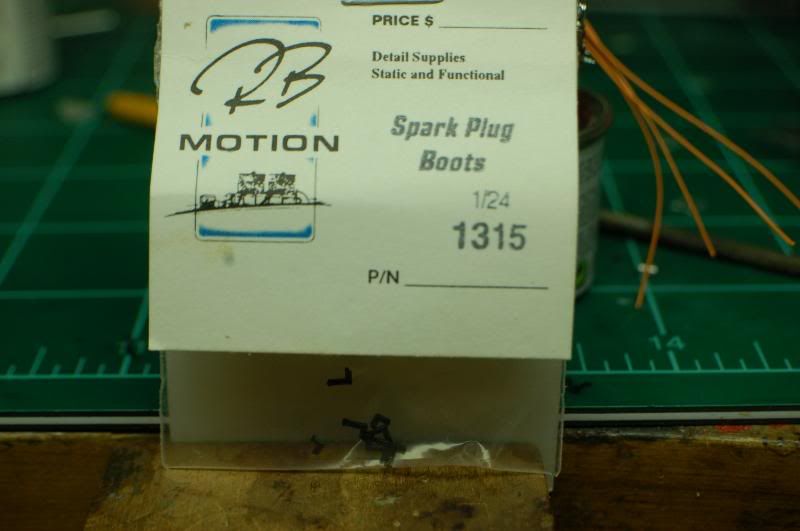 RB
MOTION
PRICE $
Detail Supplies
Static and Functional
Spark Plug
Boots
1/24
1315
P/N
14